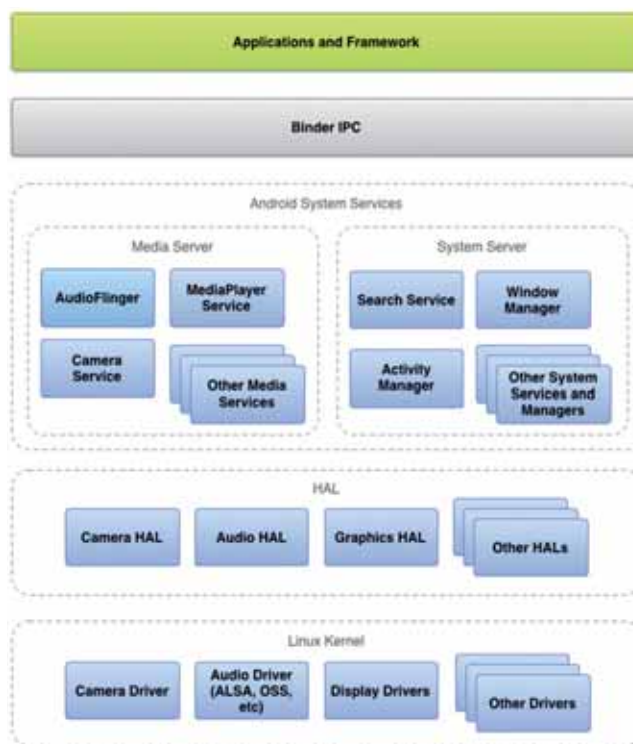 Applications and Framework
Binder IPC
Android System Services
Media Server
AudioFlinger
MediaPlayer
Service
Camera
Service
Other Media
Services
System Server
Search Service
Window
Manager
Activity
Manager
Other System
Services and
Managers
HAL
Camera HAL
Audio HAL
Graphics HAL
Other HALs
Linux Kernel
Camera Driver
Audio Driver
(ALSA, OSS,
etc)
Display Drivers
Other Drivers